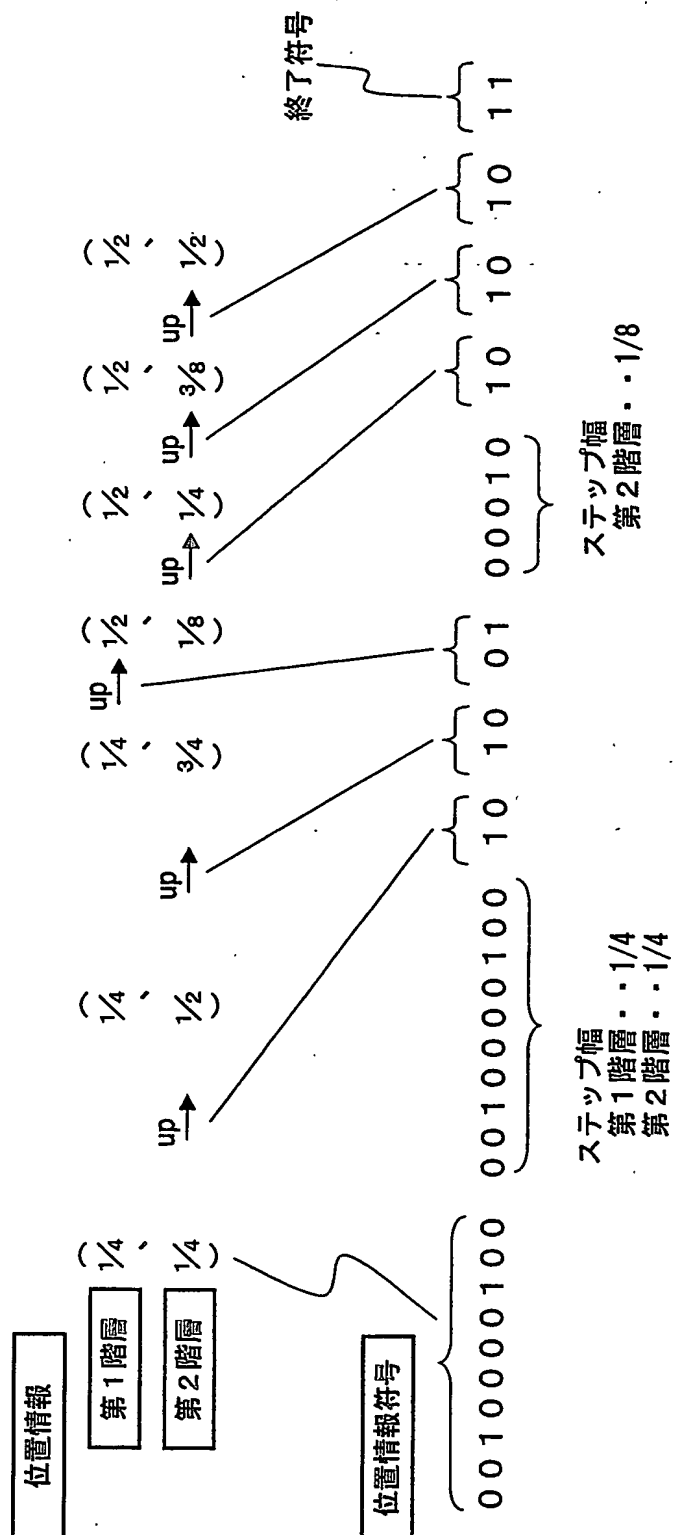 位置情報
第1階層
第2階層
(1/4、1/4)
up
(1/4、1/2)
up
(1/4、3/4)
up
(1/2、1/8)
up
(1/2、1/4)
up
(1/2、3/8)
up
(1/2、1/2)
終了符号
位置情報符号
0010000100
0010000100
10
10
01
00010
10
10
10
11
ステップ幅
第1階層・・1/4
第2階層・・1/4
ステップ幅
第2階層・・1/8